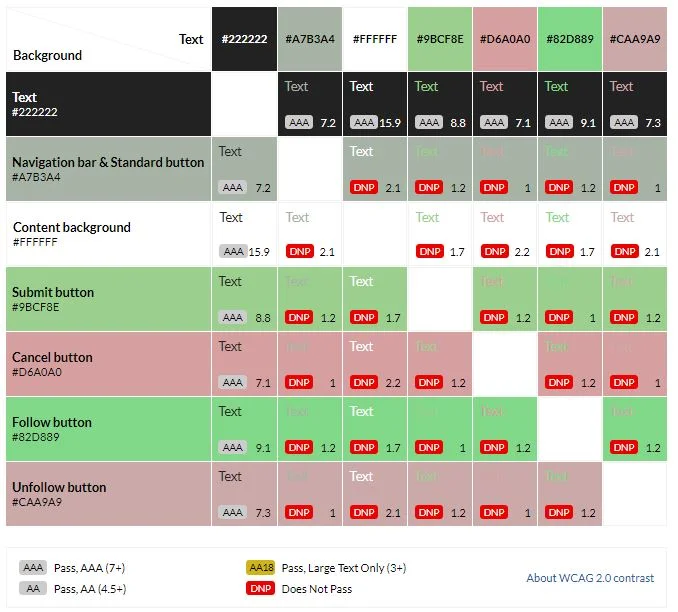 Text
Background
#222222 #A7B3A4 #FFFFFF #9BCF8E #D6A0A0 #82D889 #CAA9A9
Text
#222222
Text Text Text Text Text Text
AAA 7.2 AAA 15.9 AAA 8.8 AAA 7.1 AAA 9.1 AAA 7.3
Navigation bar & Standard button
#A7B3A4
Text Text Text Text Text Text
AAA 7.2 DNP 2.1 DNP 1.2 DNP 1 DNP 1.2 DNP 1
Content background
#FFFFFF
Text Text Text Text Text Text
AAA 15.9 DNP 2.1 DNP 1.7 DNP 2.2 DNP 1.7 DNP 2.1
Submit button
#9BCF8E
Text Text Text Text Text Text
AAA 8.8 DNP 1.2 DNP 1.7 DNP 1.2 DNP 1 DNP 1.2
Cancel button
#D6A0A0
Text Text Text Text Text
AAA 7.1 DNP 1 DNP 2.2 DNP 1.2 DNP 1.2 DNP 1
Follow button
#82D889
Text Text Text Text Text
AAA 9.1 DNP 1.2 DNP 1.7 DNP 1 DNP 1.2 DNP 1.2
Unfollow button
#CAA9A9
Text Text Text Text Text
AAA 7.3 DNP 1 DNP 2.1 DNP 1.2 DNP 1 DNP 1.2
AAA Pass, AAA (7+)
AA18 Pass, Large Text Only (3+)
About WCAG 2.0 contrast
AA Pass, AA (4.5+)
DNP Does Not Pass